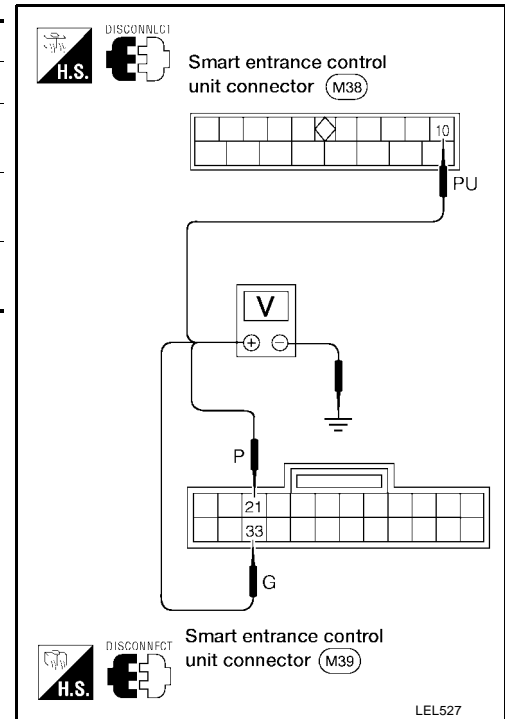 DISCONNECT
H.S.
Smart entrance control
unit connector M38
10
PU
V
+ -
P
21
33
G
DISCONNECT
H.S.
Smart entrance control
unit connector M39
LEL527